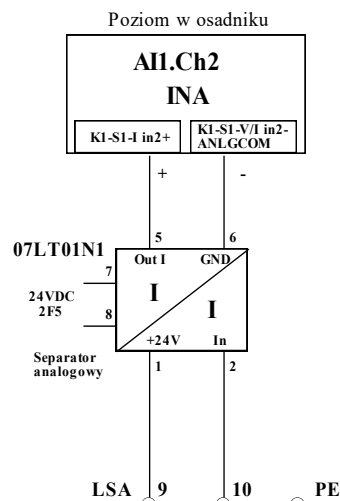 Poziom w osadniku
AI1.Ch2
INA
K1-S1-I in2+
K1-S1-V/I in2-
ANLGCOM
+ -
5 6
07LT01N1
Out I GND
7
I
24VDC
2F5
I
8
+24V In
Separator
analogowy
1 2
LSA 9 10 PE